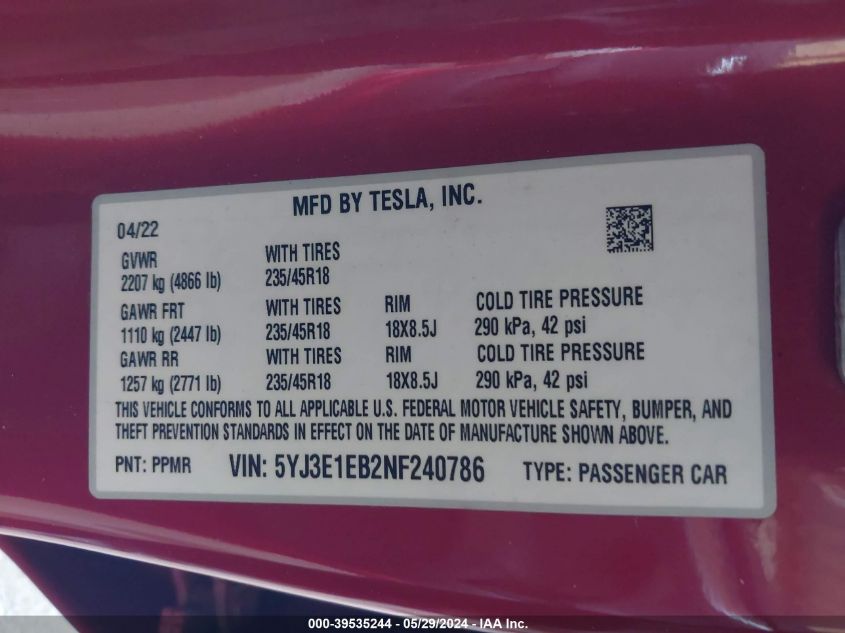 MFD BY TESLA, INC.
04/22
GVWR WITH TIRES
2207 kg (4866 lb) 235/45R18
GAWR FRT WITH TIRES RIM COLD TIRE PRESSURE
1110 kg (2447 lb) 235/45R18 18X8.5J 290 kPa, 42 psi
GAWR RR WITH TIRES RIM COLD TIRE PRESSURE
1257 kg (2771 lb) 235/45R18 18X8.5J 290 kPa, 42 psi
THIS VEHICLE CONFORMS TO ALL APPLICABLE U.S. FEDERAL MOTOR VEHICLE SAFETY, BUMPER, AND
THEFT PREVENTION STANDARDS IN EFFECT ON THE DATE OF MANUFACTURE SHOWN ABOVE.
PNT: PPMR VIN: 5YJ3E1EB2NF240786 TYPE: PASSENGER CAR
000-39535244 - 05/29/2024 - IAA Inc.